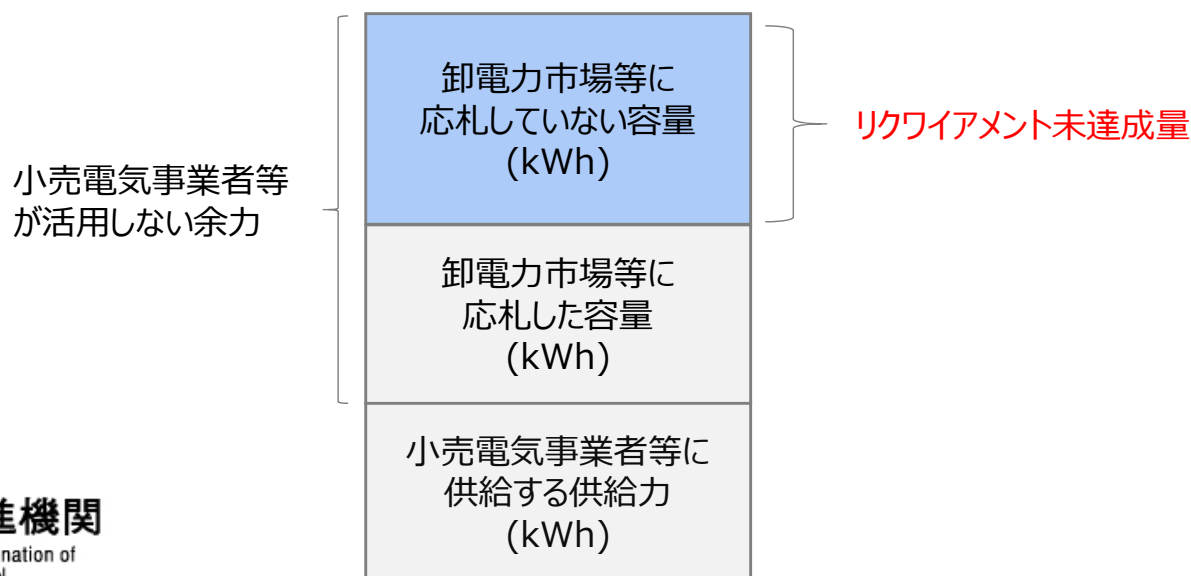 卸電力市場等に
応札していない容量
(kWh)
リクワイアメント未達成量
小売電気事業者等
が活用しない余力
卸電力市場等に
応札した容量
(kWh)
小売電気事業者等に
供給する供給力
(kWh)
進機関
nation of